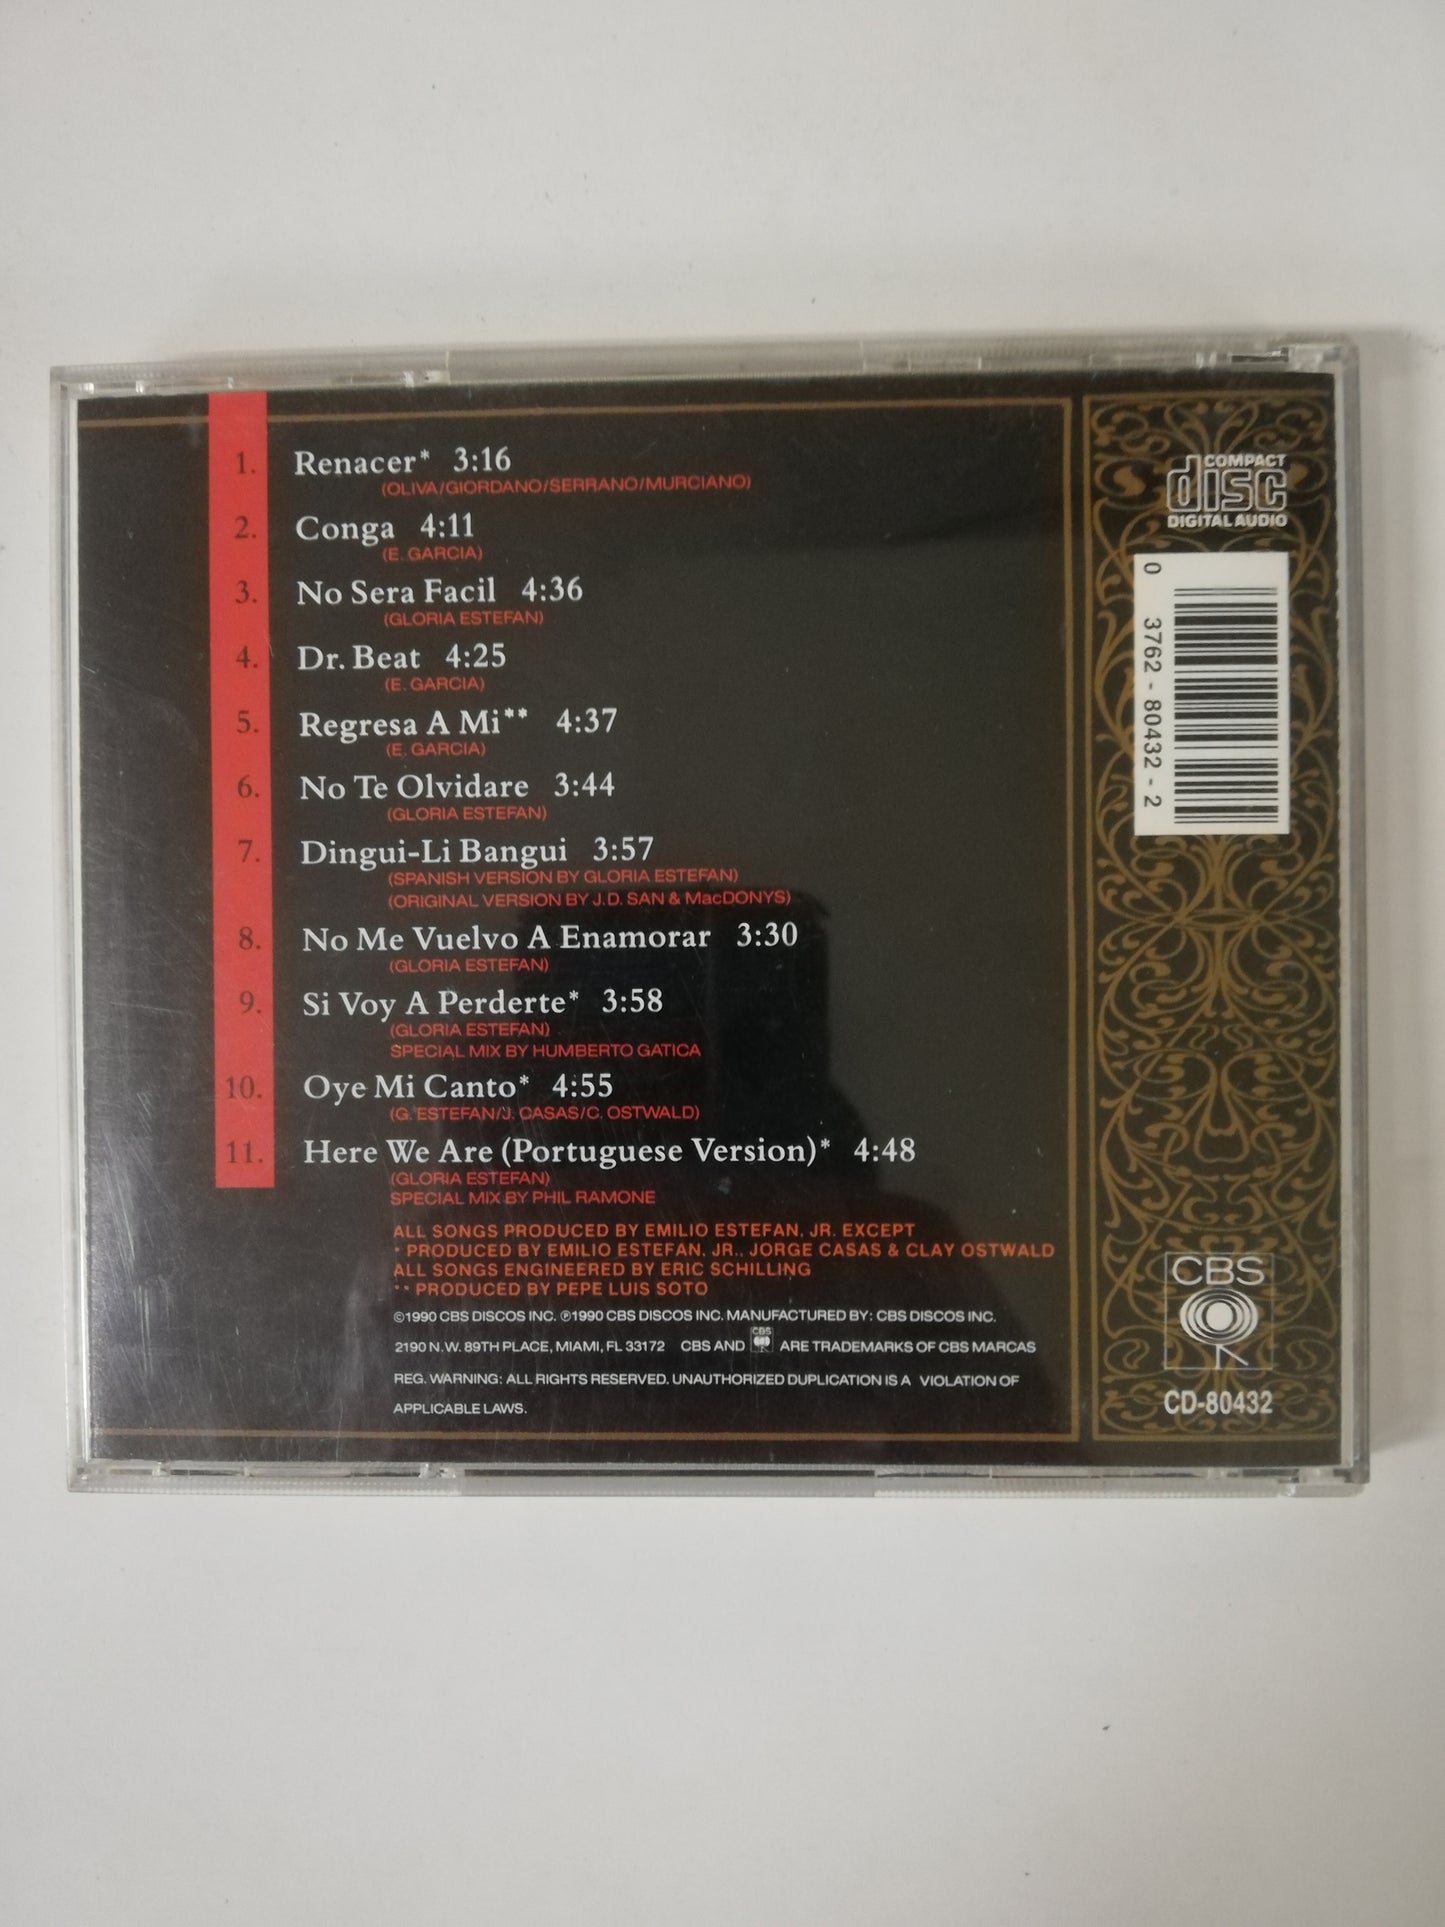 1. Renacer* 3:16
(OLIVA/GIORDANO/SERRANO/MURCIANO)
2. Conga 4:11
(E. GARCIA)
3. No Sera Facil 4:36
(GLORIA ESTEFAN)
4. Dr. Beat 4:25
(E. GARCIA)
5. Regresa A Mi** 4:37
(E. GARCIA)
6. No Te Olvidare 3:44
(GLORIA ESTEFAN)
7. Dingui-Li Bangui 3:57
(SPANISH VERSION BY GLORIA ESTEFAN)
(ORIGINAL VERSION BY J.D. SAN & MacDONYS)
8. No Me Vuelvo A Enamorar 3:30
(GLORIA ESTEFAN)
9. Si Voy A Perderte* 3:58
(GLORIA ESTEFAN)
SPECIAL MIX BY HUMBERTO GATICA
10. Oye Mi Canto* 4:55
(G. ESTEFAN/J. CASAS/C. OSTWALD)
11. Here We Are (Portuguese Version)* 4:48
(GLORIA ESTEFAN)
SPECIAL MIX BY PHIL RAMONE
ALL SONGS PRODUCED BY EMILIO ESTEFAN, JR. EXCEPT
* PRODUCED BY EMILIO ESTEFAN, JR., JORGE CASAS & CLAY OSTWALD
ALL SONGS ENGINEERED BY ERIC SCHILLING
** PRODUCED BY PEPE LUIS SOTO
©1990 CBS DISCOS INC. ℗1990 CBS DISCOS INC. MANUFACTURED BY: CBS DISCOS INC.
2190 N.W. 89TH PLACE, MIAMI, FL 33172 CBS AND CBS ARE TRADEMARKS OF CBS MARCAS
REG. WARNING: ALL RIGHTS RESERVED. UNAUTHORIZED DUPLICATION IS A VIOLATION OF
APPLICABLE LAWS.
COMPACT
disc
DIGITAL AUDIO
0 3762-80432-2
CBS
CD-80432